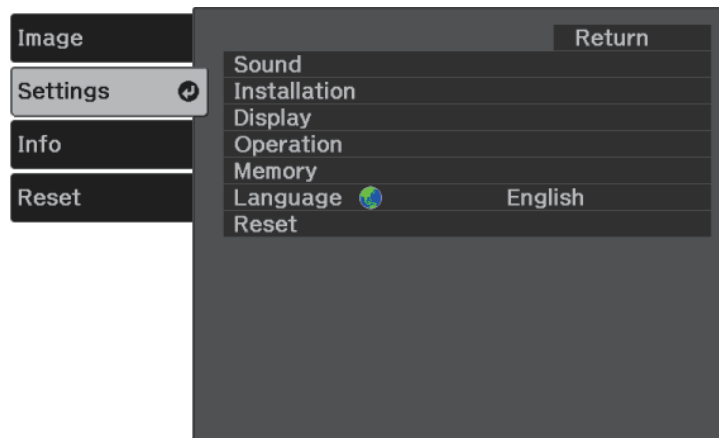 Image
Settings
Info
Reset
Return
Sound
Installation
Display
Operation
Memory
Language English
Reset